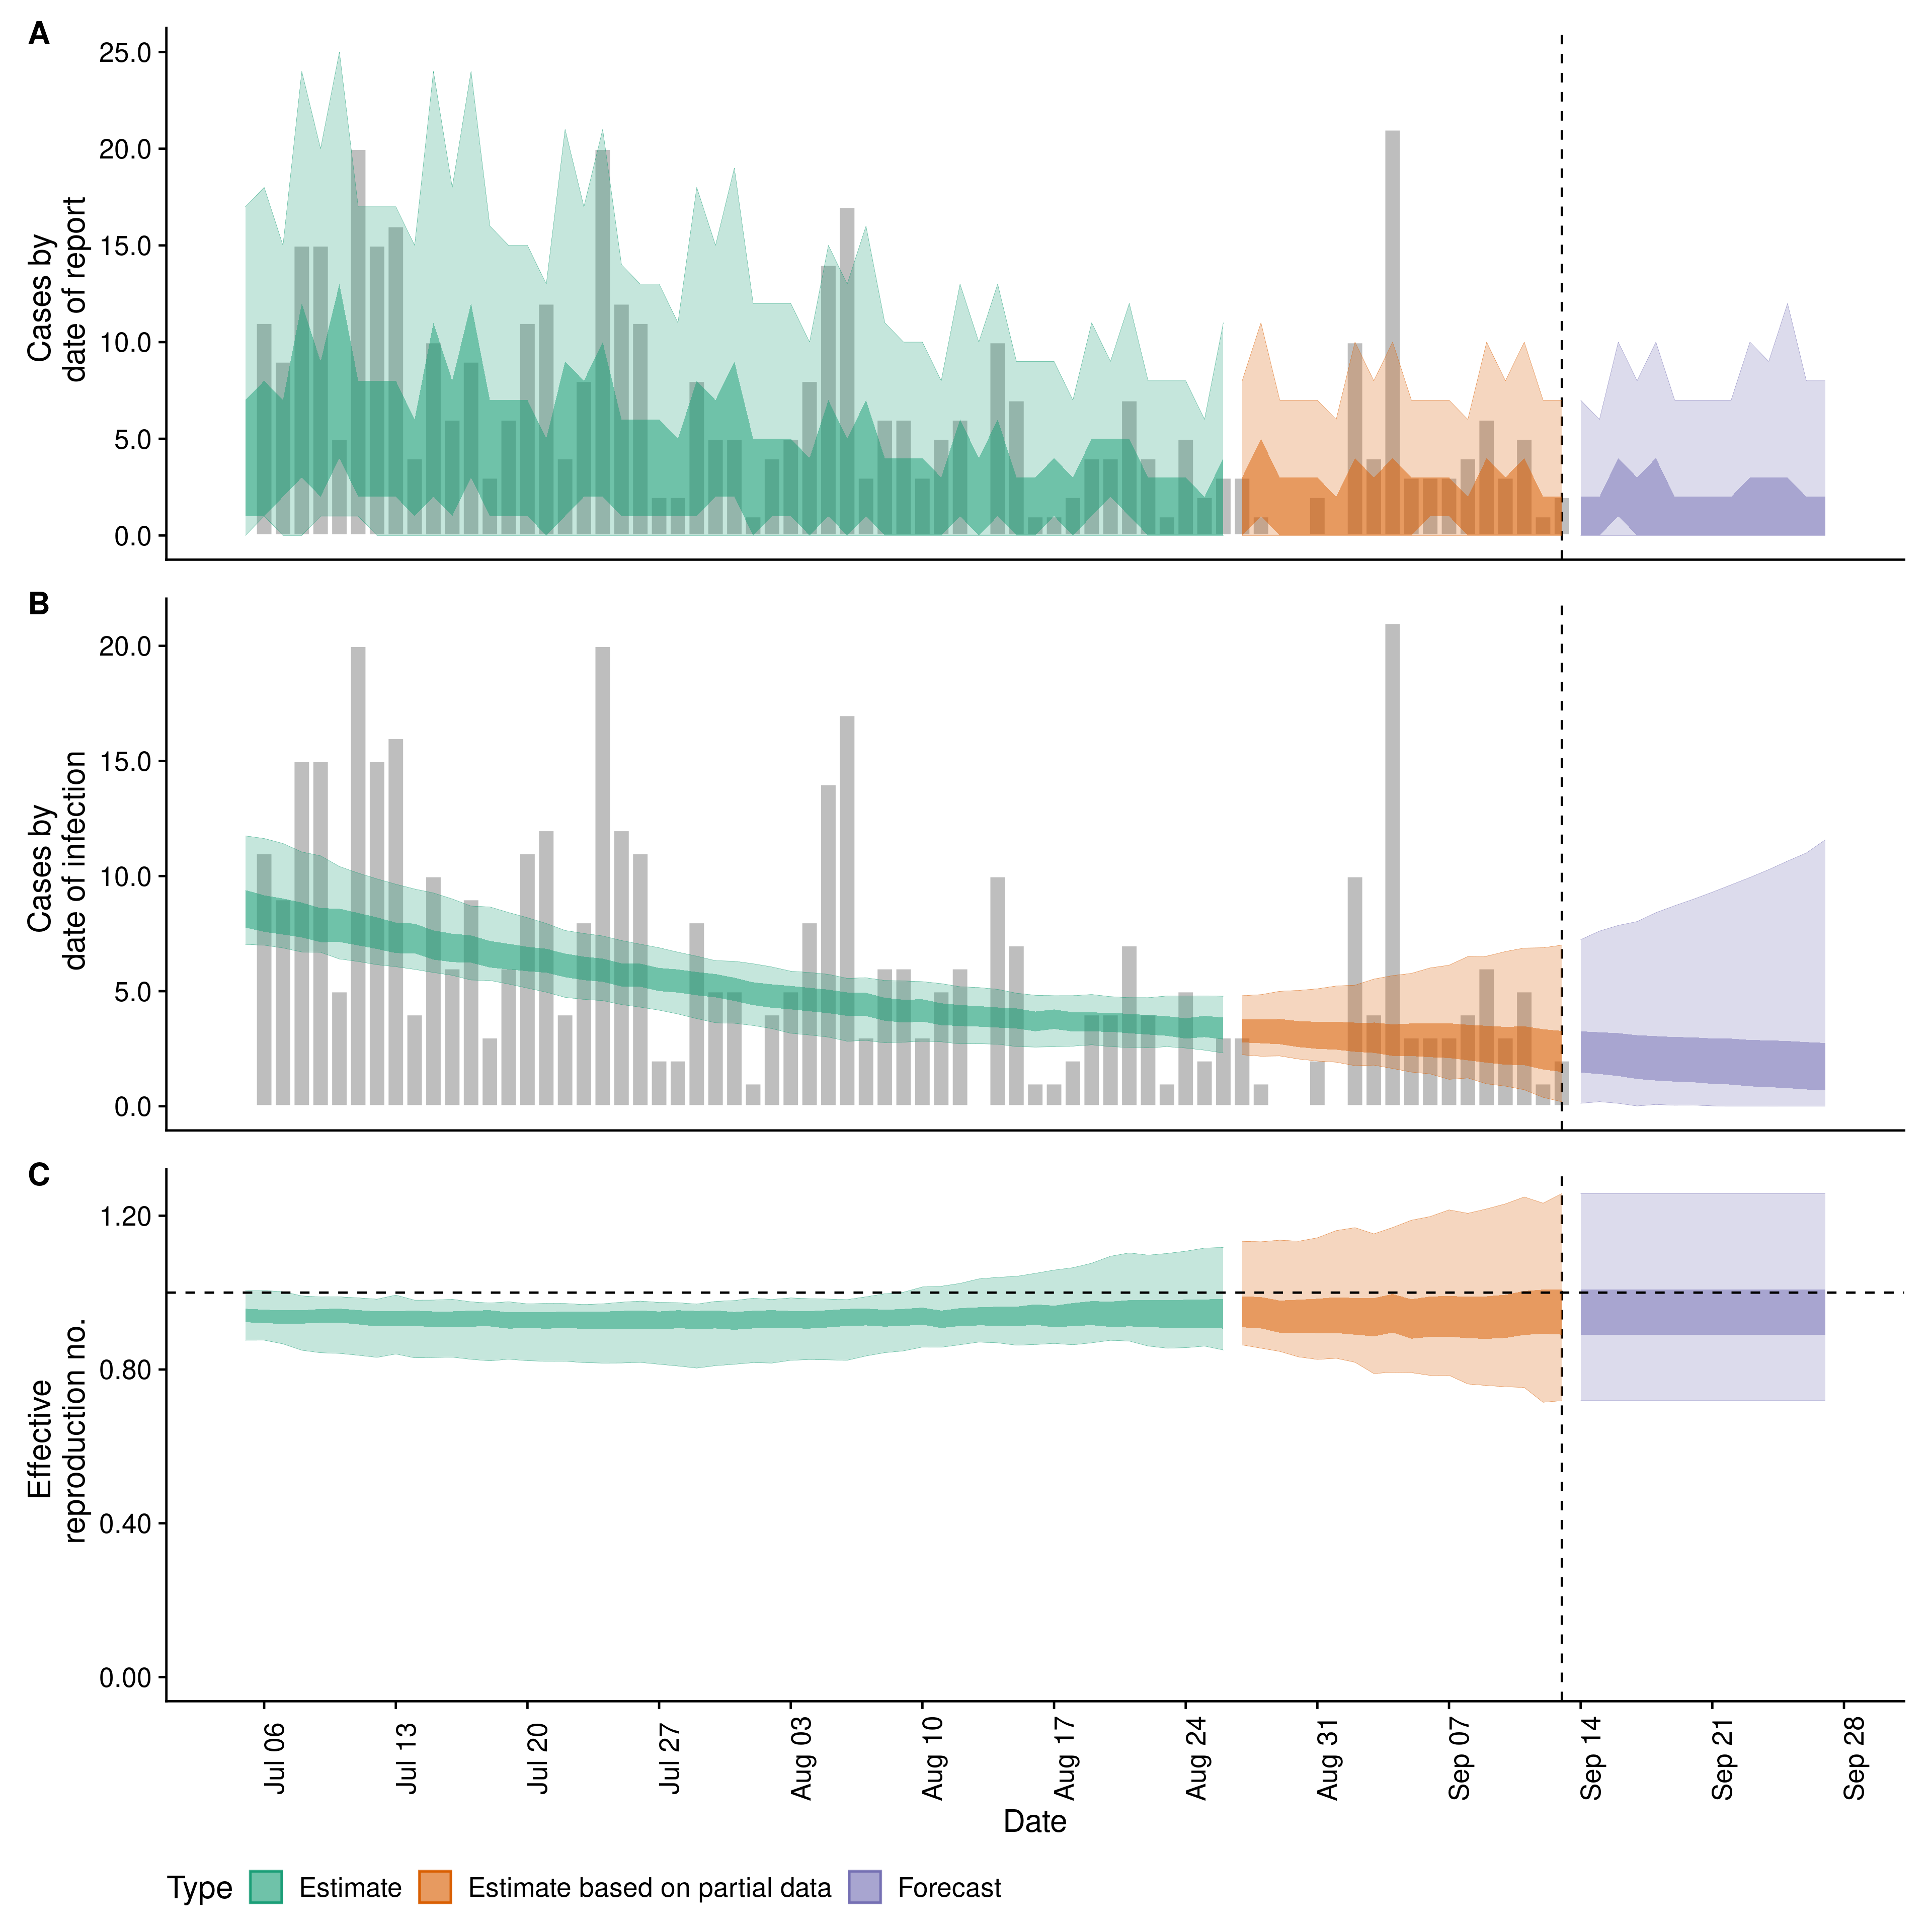 A
25.0
20.0
15.0
10.0
5.0
0.0
Cases by
date of report
B
20.0
15.0
10.0
5.0
0.0
Cases by
date of infection
C
1.20
0.80
0.40
0.00
Effective
reproduction no.
Jul 06
Jul 13
Jul 20
Jul 27
Aug 03
Aug 10
Aug 17
Aug 24
Aug 31
Sep 07
Sep 14
Sep 21
Sep 28
Date
Type
Estimate
Estimate based on partial data
Forecast